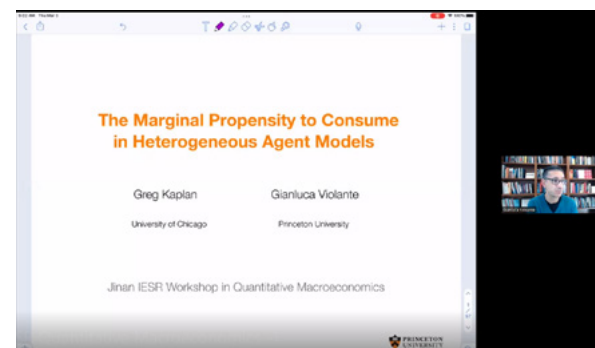 The Marginal Propensity to Consume
in Heterogeneous Agent Models
Greg Kaplan
Gianluca Violante
University of Chicago
Princeton University
Jinan IESR Workshop in Quantitative Macroeconomics
PRINCETON
UNIVERSITY